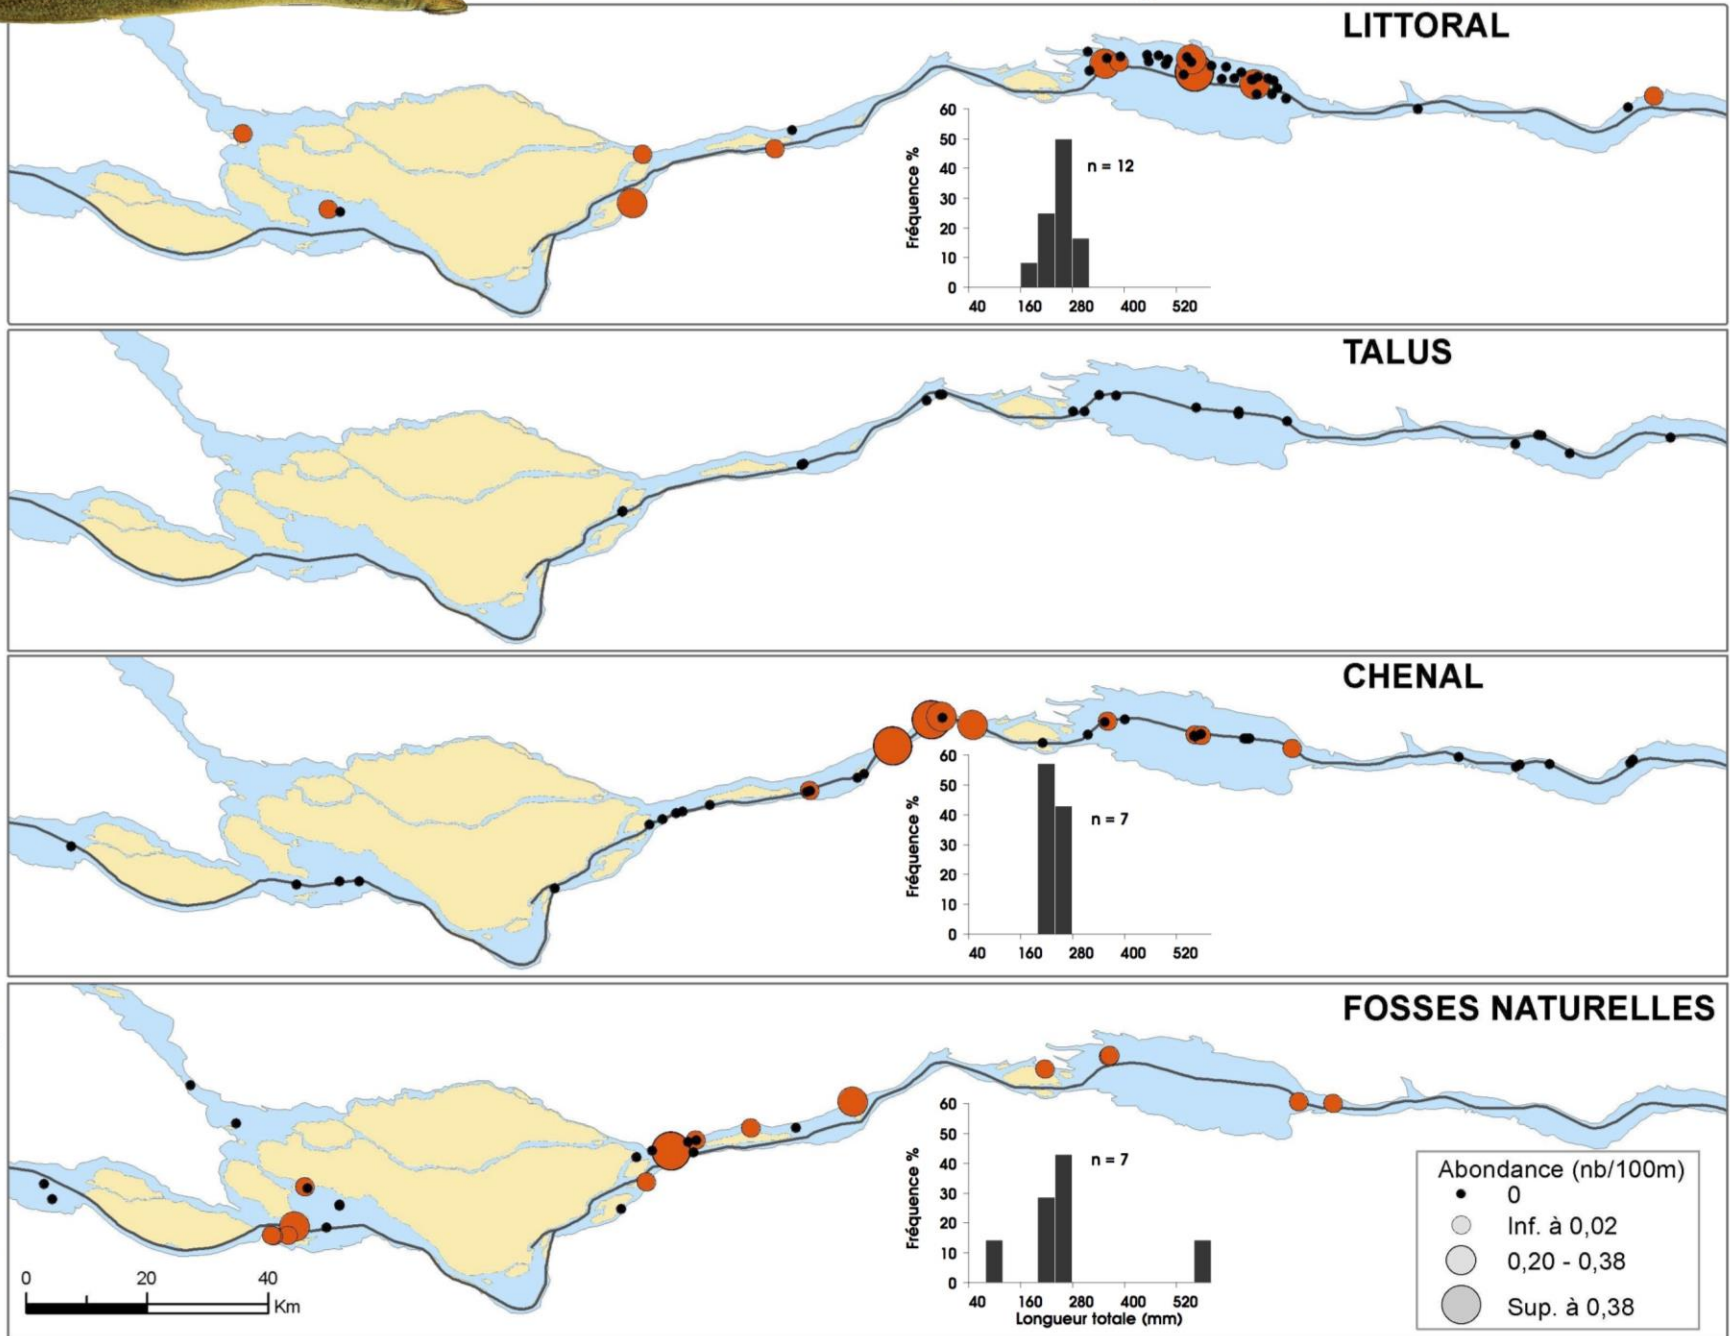 LITTORAL
60
50
40
30
20
10
0
Fréquence %
n = 12
40 160 280 400 520
TALUS
CHENAL
60
50
40
30
20
10
0
Fréquence %
n = 7
40 160 280 400 520
FOSSES NATURELLES
60
50
40
30
20
10
0
Fréquence %
n = 7
40 160 280 400 520
Longueur totale (mm)
0 20 40
Km
Abondance (nb/100m)
0
Inf. à 0,02
0,20 - 0,38
Sup. à 0,38